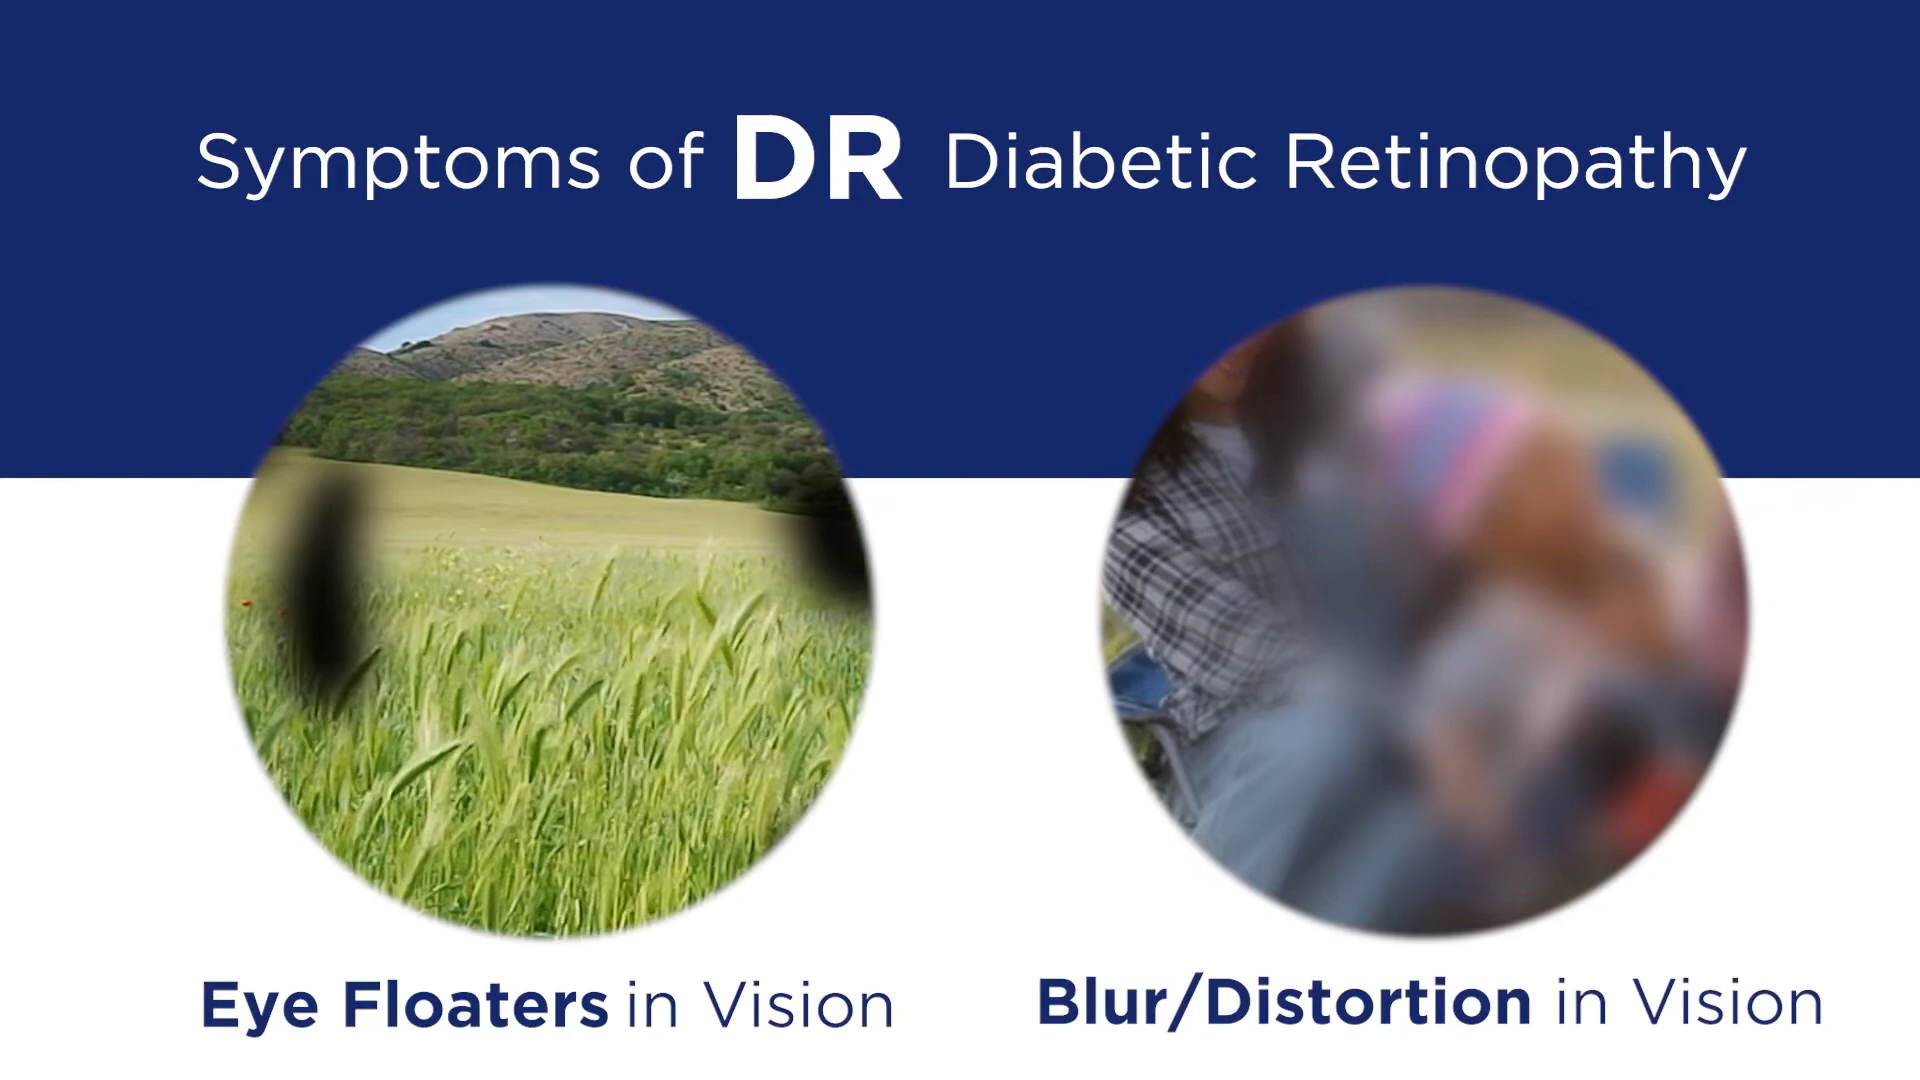 Symptoms of DR Diabetic Retinopathy
Eye Floaters in Vision
Blur/Distortion in Vision